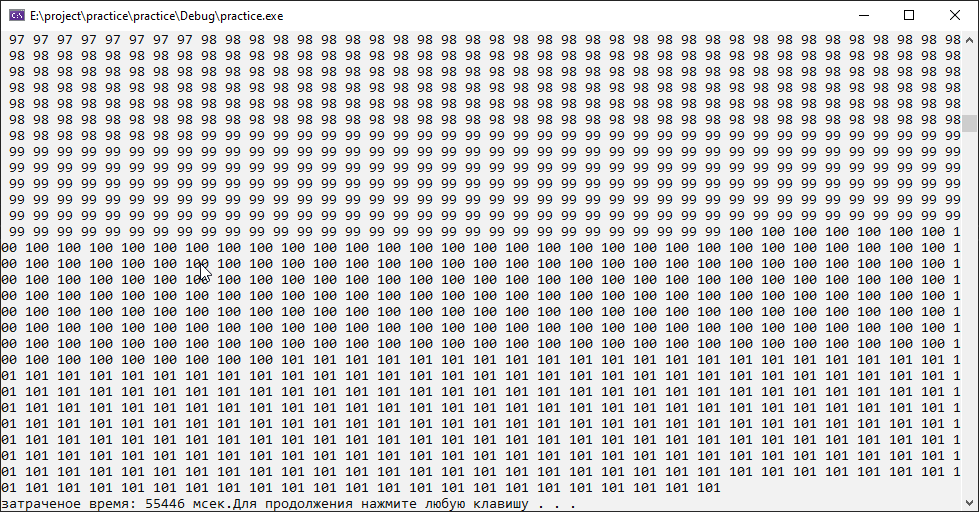 97 97 97 97 97 97 97 97 98 98 98 98 98 98 98 98 98 98 98 98 98 98 98 98 98 98 98 98 98 98 98 98 98 98 98 98 98 98 98 98
98 98 98 98 98 98 98 98 98 98 98 98 98 98 98 98 98 98 98 98 98 98 98 98 98 98 98 98 98 98 98 98 98 98 98 98 98 98 98 98
98 98 98 98 98 98 98 98 98 98 98 98 98 98 98 98 98 98 98 98 98 98 98 98 98 98 98 98 98 98 98 98 98 98 98 98 98 98 98 98
98 98 98 98 98 98 98 98 98 98 98 98 98 98 98 98 98 98 98 98 98 98 98 98 98 98 98 98 98 98 98 98 98 98 98 98 98 98 98 98
98 98 98 98 98 98 98 98 98 98 98 98 98 98 98 98 98 98 98 98 98 98 98 98 98 98 98 98 98 98 98 98 98 98 98 98 98 98 98 98
98 98 98 98 98 98 98 98 98 98 98 98 98 98 98 98 98 98 98 98 98 98 98 98 98 98 98 98 98 98 98 98 98 98 98 98 98 98 98 98
98 98 98 98 98 98 98 98 99 99 99 99 99 99 99 99 99 99 99 99 99 99 99 99 99 99 99 99 99 99 99 99 99 99 99 99 99 99 99 99
99 99 99 99 99 99 99 99 99 99 99 99 99 99 99 99 99 99 99 99 99 99 99 99 99 99 99 99 99 99 99 99 99 99 99 99 99 99 99 99
99 99 99 99 99 99 99 99 99 99 99 99 99 99 99 99 99 99 99 99 99 99 99 99 99 99 99 99 99 99 99 99 99 99 99 99 99 99 99 99
99 99 99 99 99 99 99 99 99 99 99 99 99 99 99 99 99 99 99 99 99 99 99 99 99 99 99 99 99 99 99 99 99 99 99 99 99 99 99 99
99 99 99 99 99 99 99 99 99 99 99 99 99 99 99 99 99 99 99 99 99 99 99 99 99 99 99 99 99 99 99 99 99 99 99 99 99 99 99 99
99 99 99 99 99 99 99 99 99 99 99 99 99 99 99 99 99 99 99 99 99 99 99 99 99 99 99 99 99 99 99 99 99 99 99 99 99 99 99 99
99 99 99 99 99 99 99 99 99 99 99 99 99 99 99 99 99 99 99 99 99 99 99 99 99 99 99 99 99 99 100 100 100 100 100 100 100 1
00 100 100 100 100 100 100 100 100 100 100 100 100 100 100 100 100 100 100 100 100 100 100 100 100 100 100 100 100 100 1
00 100 100 100 100 100 100 100 100 100 100 100 100 100 100 100 100 100 100 100 100 100 100 100 100 100 100 100 100 100 1
00 100 100 100 100 100 100 100 100 100 100 100 100 100 100 100 100 100 100 100 100 100 100 100 100 100 100 100 100 100 1
00 100 100 100 100 100 100 100 100 100 100 100 100 100 100 100 100 100 100 100 100 100 100 100 100 100 100 100 100 100 1
00 100 100 100 100 100 100 100 100 100 100 100 100 100 100 100 100 100 100 100 100 100 100 100 100 100 100 100 100 100 1
00 100 100 100 100 100 100 100 100 100 100 100 100 100 100 100 100 100 100 100 100 100 100 100 100 100 100 100 100 100 1
00 100 100 100 100 100 100 100 100 100 100 100 100 100 100 100 100 100 100 100 100 100 100 100 100 100 100 100 100 100 1
00 100 100 100 100 100 100 100 100 101 101 101 101 101 101 101 101 101 101 101 101 101 101 101 101 101 101 101 101 101 1
01 101 101 101 101 101 101 101 101 101 101 101 101 101 101 101 101 101 101 101 101 101 101 101 101 101 101 101 101 101 1
01 101 101 101 101 101 101 101 101 101 101 101 101 101 101 101 101 101 101 101 101 101 101 101 101 101 101 101 101 101 1
01 101 101 101 101 101 101 101 101 101 101 101 101 101 101 101 101 101 101 101 101 101 101 101 101 101 101 101 101 101 1
01 101 101 101 101 101 101 101 101 101 101 101 101 101 101 101 101 101 101 101 101 101 101 101 101 101 101 101 101 101 1
01 101 101 101 101 101 101 101 101 101 101 101 101 101 101 101 101 101 101 101 101 101 101 101 101 101 101 101 101 101 1
01 101 101 101 101 101 101 101 101 101 101 101 101 101 101 101 101 101 101 101 101 101 101 101 101 101 101 101 101 101 1
01 101 101 101 101 101 101 101 101 101 101 101 101 101 101 101 101 101 101 101 101 101 101 101 101 101 101 101 101 101 1
01 101 101 101 101 101 101 101 101 101 101 101 101 101 101 101 101 101 101 101 101 101 101
затраченое время: 55446 мсек.Для продолжения нажмите любую клавишу . . .
E:\project\practice\practice\Debug\practice.exe